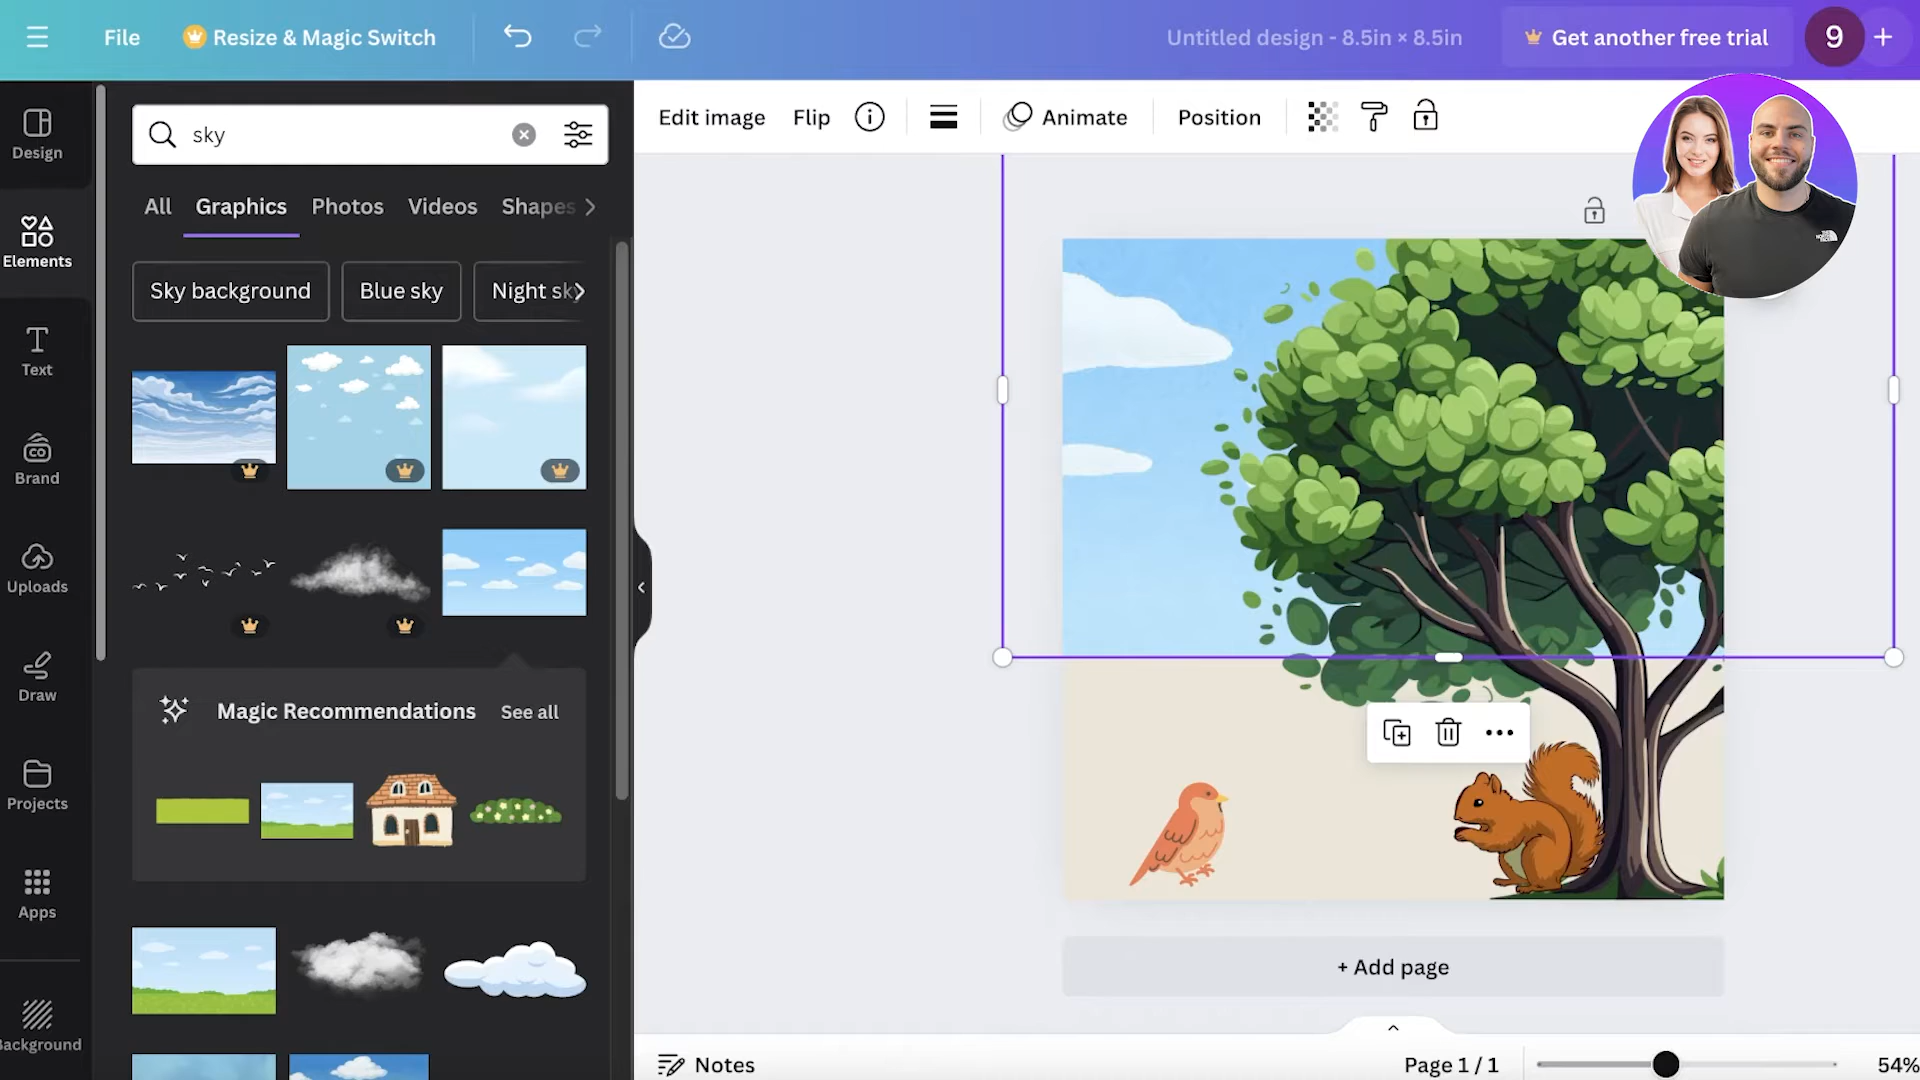 File
Resize & Magic Switch
Untitled design - 8.5in × 8.5in
Get another free trial
9
Design
Elements
Text
Brand
Uploads
Draw
Projects
Apps
Background
sky
All
Graphics
Photos
Videos
Shapes
Sky background
Blue sky
Night sky
Magic Recommendations
See all
Edit image
Flip
Animate
Position
+ Add page
Notes
Page 1 / 1
54%